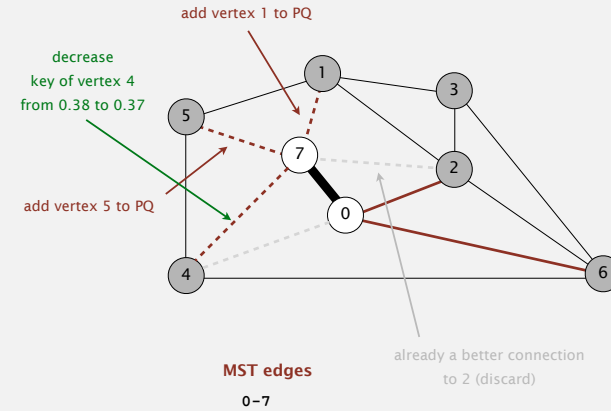 add vertex 1 to PQ
decrease
key of vertex 4
from 0.38 to 0.37
1
3
5
7
2
add vertex 5 to PQ
0
4
6
already a better connection
to 2 (discard)
MST edges
0-7